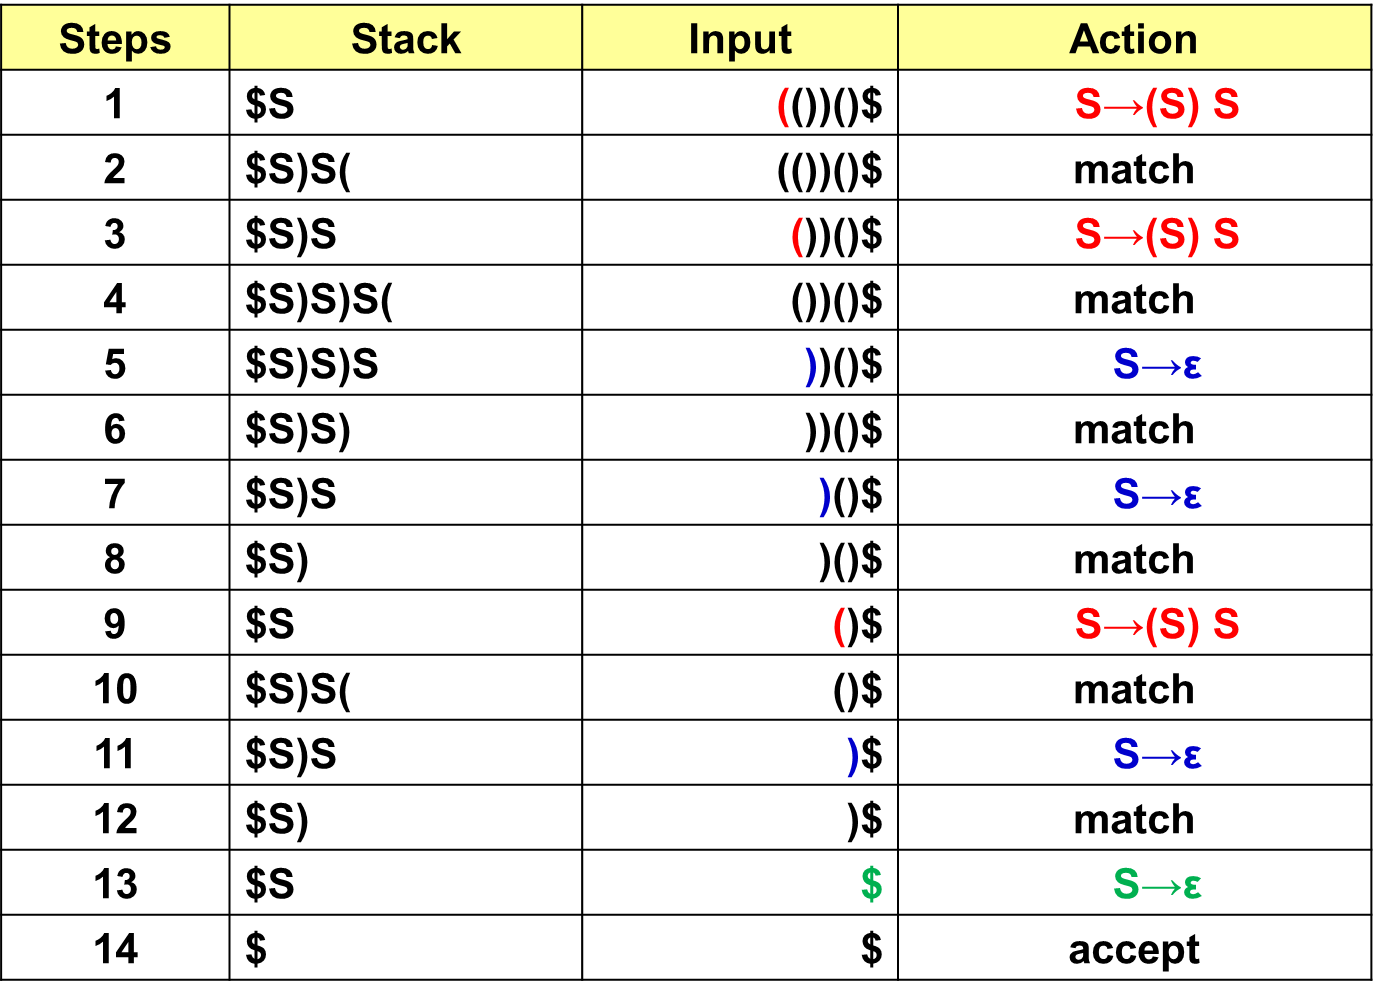 Steps Stack Input Action
1 $S (())()$ S→(S) S
2 $S)S( (())()$ match
3 $S)S ())()$ S→(S) S
4 $S)S)S( ())()$ match
5 $S)S)S ))()$ S→ε
6 $S)S) ))()$ match
7 $S)S )()$ S→ε
8 $S) )()$ match
9 $S ()$ S→(S) S
10 $S)S( ()$ match
11 $S)S )$ S→ε
12 $S) )$ match
13 $S $ S→ε
14 $ $ accept